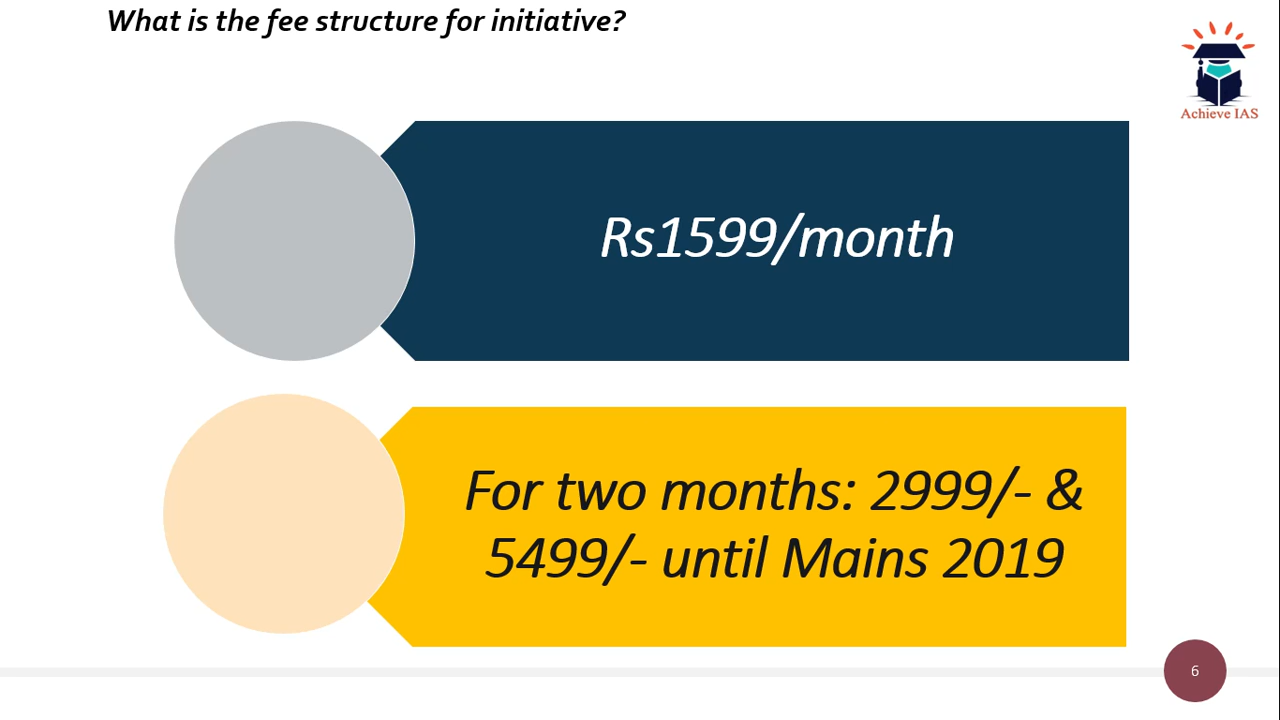 What is the fee structure for initiative?
Achieve IAS
Rs1599/month
For two months: 2999/- &
5499/- until Mains 2019
6